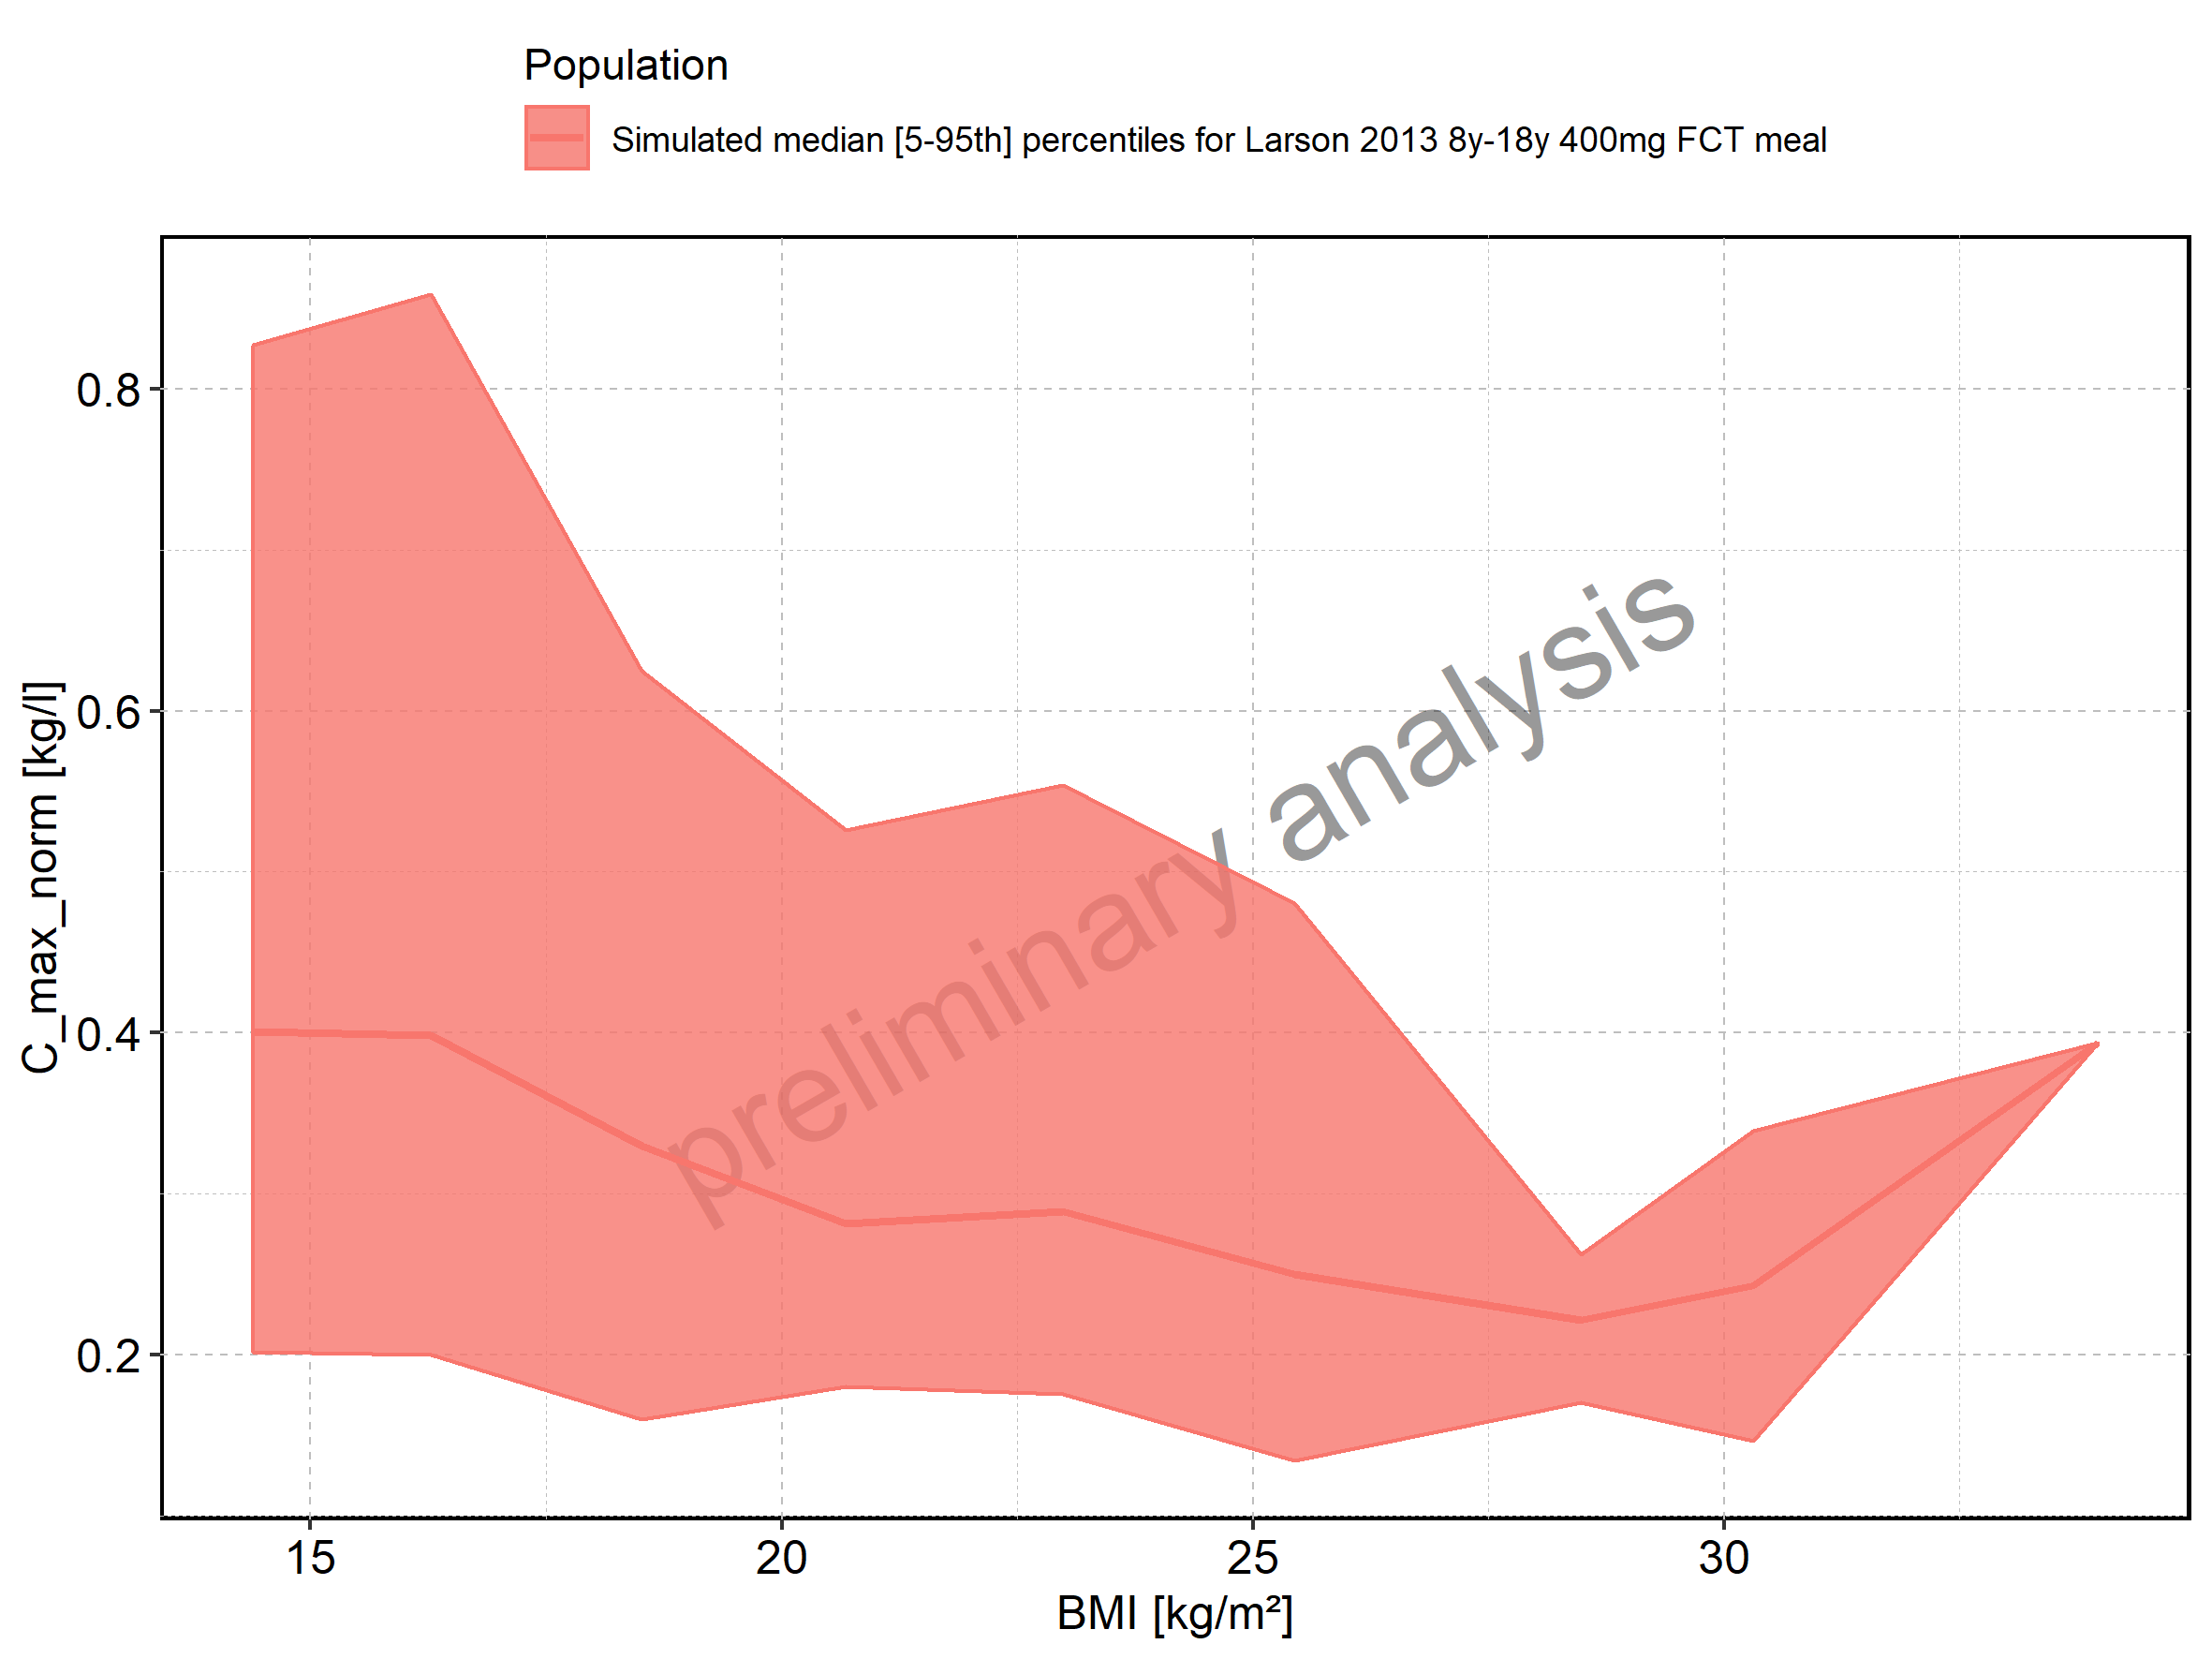 Population
Simulated median [5-95th] percentiles for Larson 2013 8y-18y 400mg FCT meal
C_max_norm [kg/l]
0.8
0.6
0.4
0.2
preliminary analysis
15 20 25 30
BMI [kg/m²]